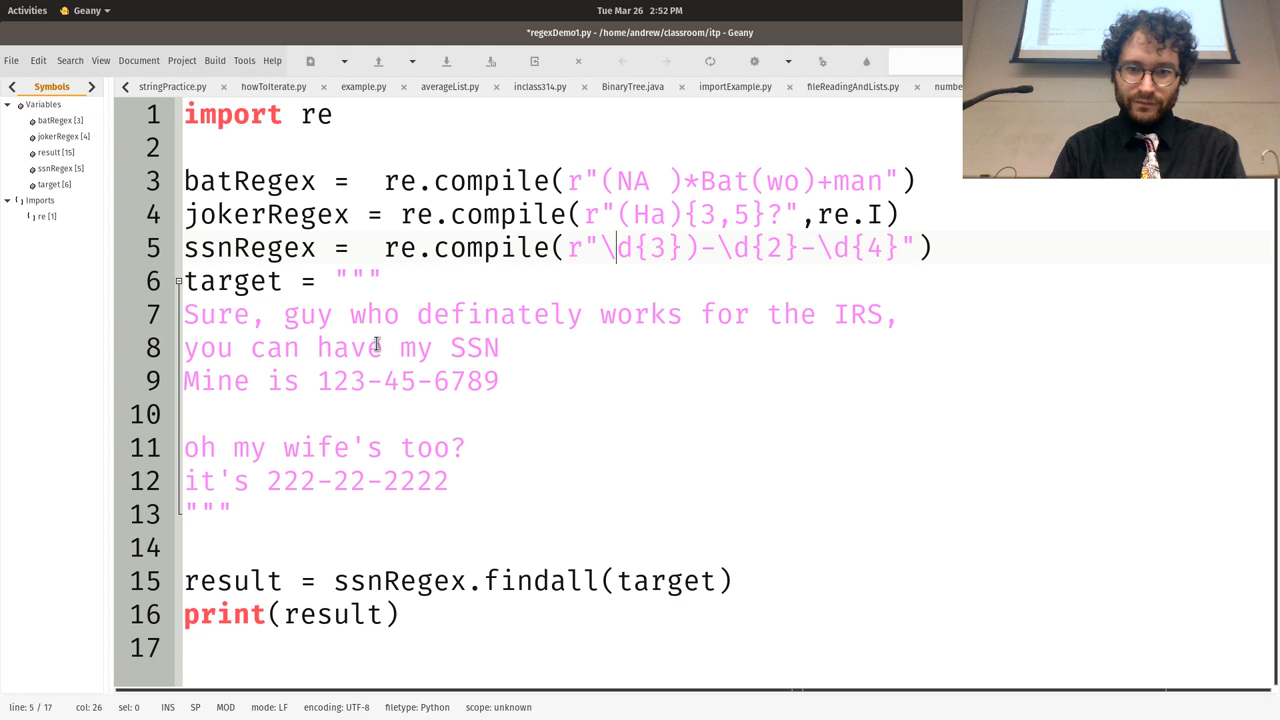 Activities Geany Tue Mar 26 2:52 PM
*regexDemo1.py - /home/andrew/classroom/itp - Geany
File Edit Search View Document Project Build Tools Help
Symbols stringPractice.py howToIterate.py example.py averageList.py inclass314.py BinaryTree.java importExample.py fileReadingAndLists.py numbe
Variables
batRegex [3]
jokerRegex [4]
result [15]
ssnRegex [5]
target [6]
Imports
re [1]
1 import re
2
3 batRegex =  re.compile(r"(NA )*Bat(wo)+man")
4 jokerRegex = re.compile(r"(Ha){3,5}?",re.I)
5 ssnRegex =  re.compile(r"\d{3})-\d{2}-\d{4}")
6 target = """
7 Sure, guy who definately works for the IRS,
8 you can have my SSN
9 Mine is 123-45-6789
10
11 oh my wife's too?
12 it's 222-22-2222
13 """
14
15 result = ssnRegex.findall(target)
16 print(result)
17
line: 5 / 17 col: 26 sel: 0 INS SP MOD mode: LF encoding: UTF-8 filetype: Python scope: unknown